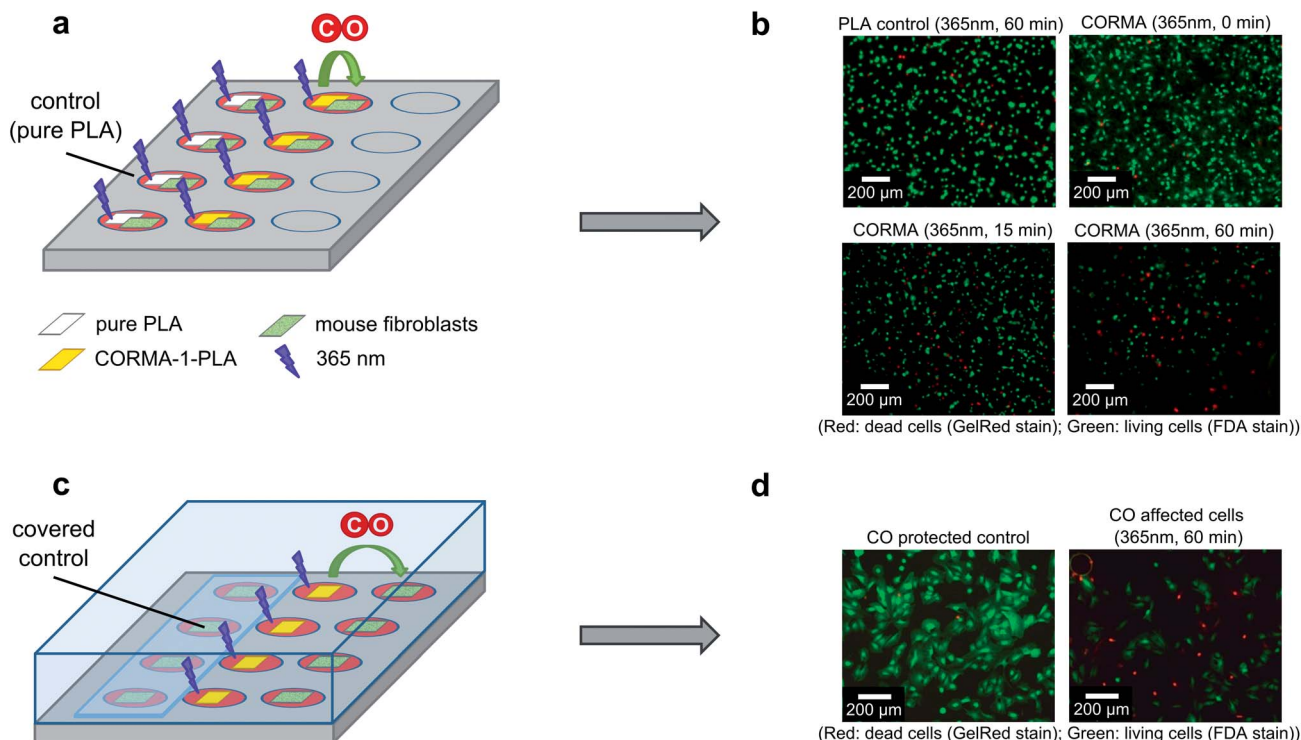 a
CO
control
(pure PLA)
pure PLA
mouse fibroblasts
CORMA-1-PLA
365 nm
b
PLA control (365nm, 60 min)
CORMA (365nm, 0 min)
200 µm
200 µm
CORMA (365nm, 15 min)
CORMA (365nm, 60 min)
200 µm
200 µm
(Red: dead cells (GelRed stain); Green: living cells (FDA stain))
c
covered
control
CO
d
CO protected control
CO affected cells
(365nm, 60 min)
200 µm
200 µm
(Red: dead cells (GelRed stain); Green: living cells (FDA stain))